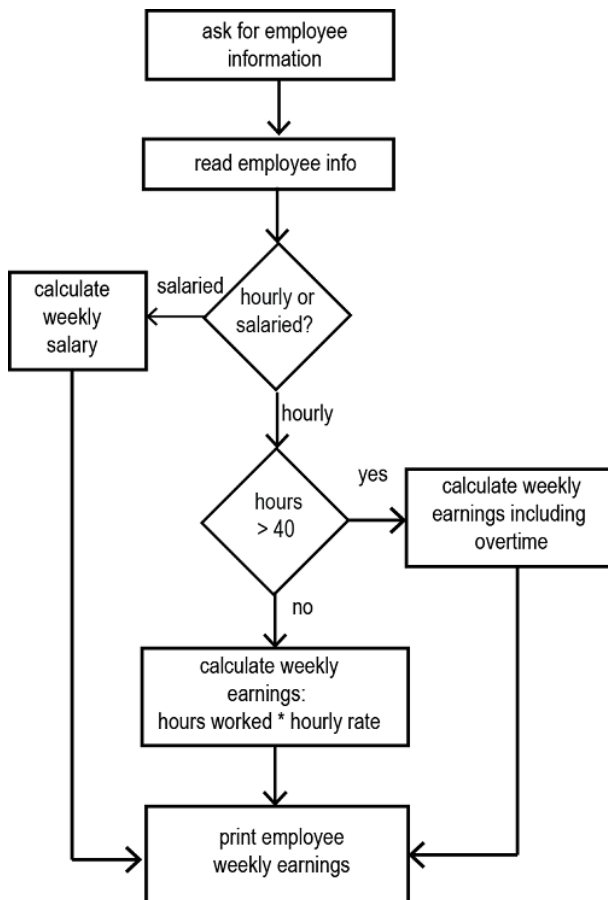 ask for employee
information
read employee info
hourly or
salaried?
salaried
calculate
weekly
salary
hourly
hours
> 40
yes
calculate weekly
earnings including
overtime
no
calculate weekly
earnings:
hours worked * hourly rate
print employee
weekly earnings